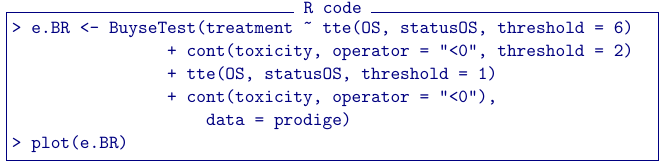 R code
> e.BR <- BuyseTest(treatment ~ tte(OS, statusOS, threshold = 6)
+ cont(toxicity, operator = "<0", threshold = 2)
+ tte(OS, statusOS, threshold = 1)
+ cont(toxicity, operator = "<0"),
data = prodige)
> plot(e.BR)